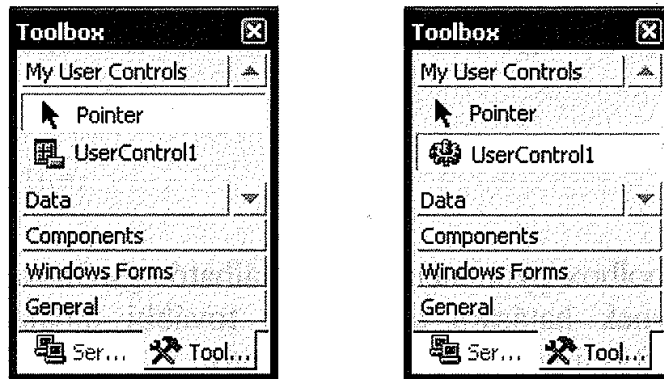 Toolbox
My User Controls
Pointer
UserControl1
Data
Components
Windows Forms
General
Ser... Tool...
Toolbox
My User Controls
Pointer
UserControl1
Data
Components
Windows Forms
General
Ser... Tool...